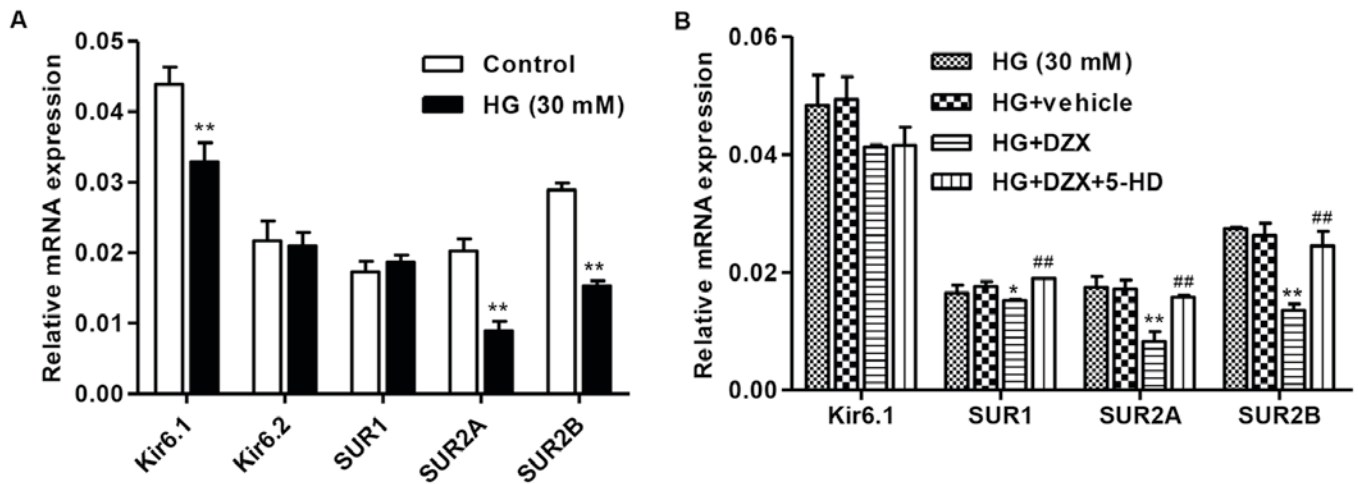 A
Relative mRNA expression
0.05
0.04
0.03
0.02
0.01
0.00
Control
HG (30 mM)
**
**
**
Kir6.1
Kir6.2
SUR1
SUR2A
SUR2B
B
Relative mRNA expression
0.06
0.04
0.02
0.00
HG (30 mM)
HG+vehicle
HG+DZX
HG+DZX+5-HD
*
##
**
##
**
##
Kir6.1
SUR1
SUR2A
SUR2B